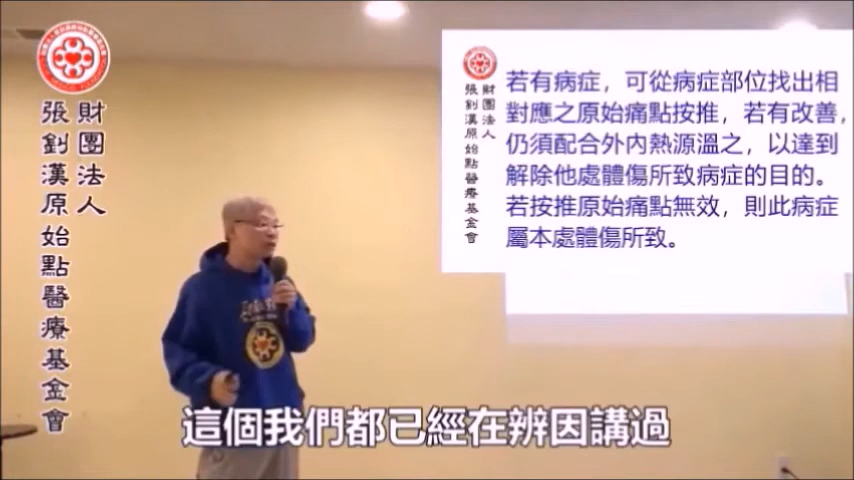 財團法人
張釗漢原始點醫療基金會
財團法人
張釗漢原始點醫療基金會
若有病症，可從病症部位找出相
對應之原始痛點按推，若有改善，
仍須配合外內熱源溫之，以達到
解除他處體傷所致病症的目的。
若按推原始痛點無效，則此病症
屬本處體傷所致。
這個我們都已經在辨因講過